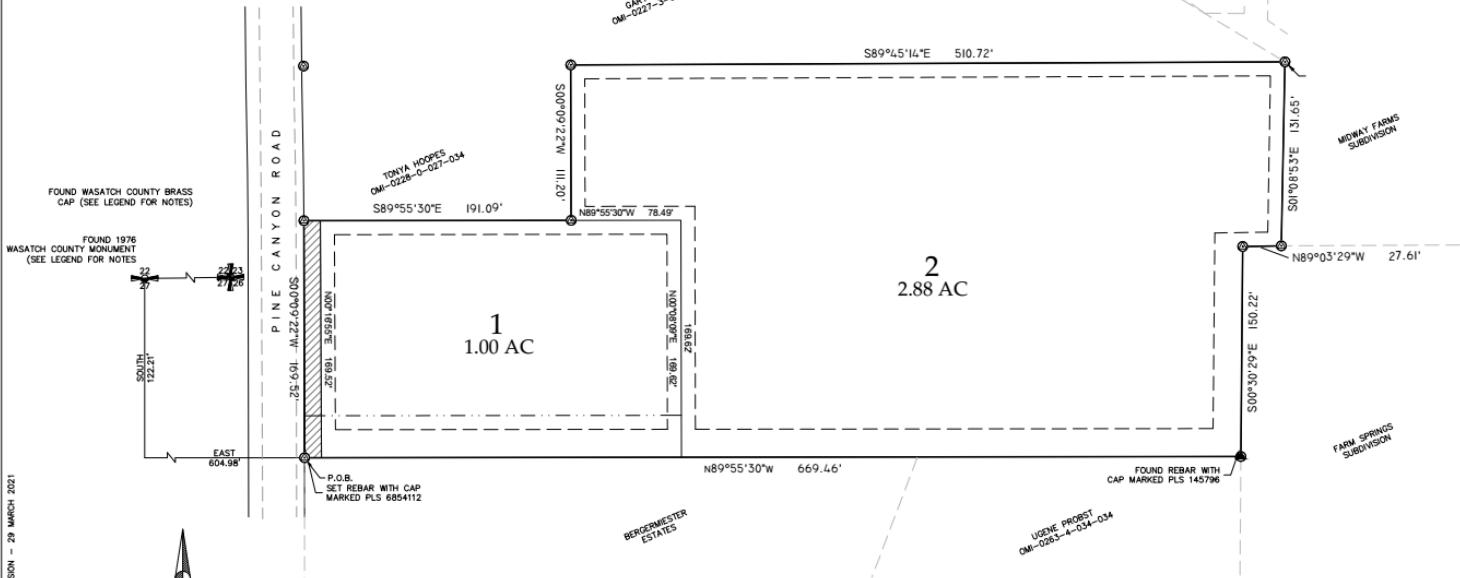 OMI-0227-3-
S89°45'14"E 510.72'
S00°09'22"W 111.20'
S01°08'53"E 131.65'
MIDWAY FARMS
SUBDIVISION
PINE CANYON ROAD
TONYA HOOPES
OMI-0228-0-027-034
FOUND WASATCH COUNTY BRASS
CAP (SEE LEGEND FOR NOTES)
S89°55'30"E 191.09'
N89°55'30"W 78.49'
FOUND 1976
WASATCH COUNTY MONUMENT
(SEE LEGEND FOR NOTES
22
27
22 23
27 26
N89°03'29"W 27.61'
2
2.88 AC
S00°09'22"W 169.52'
N00°16'55"E 169.52'
1
1.00 AC
N00°08'09"E 169.62'
169.62'
S00°30'29"E 150.22'
SOUTH
122.21'
EAST
604.98'
P.O.B.
SET REBAR WITH CAP
MARKED PLS 6854112
N89°55'30"W 669.46'
FOUND REBAR WITH
CAP MARKED PLS 145796
FARM SPRINGS
SUBDIVISION
BERGERMIESTER
ESTATES
UGENE PROBST
OMI-0263-4-034-034
SION - 29 MARCH 2021